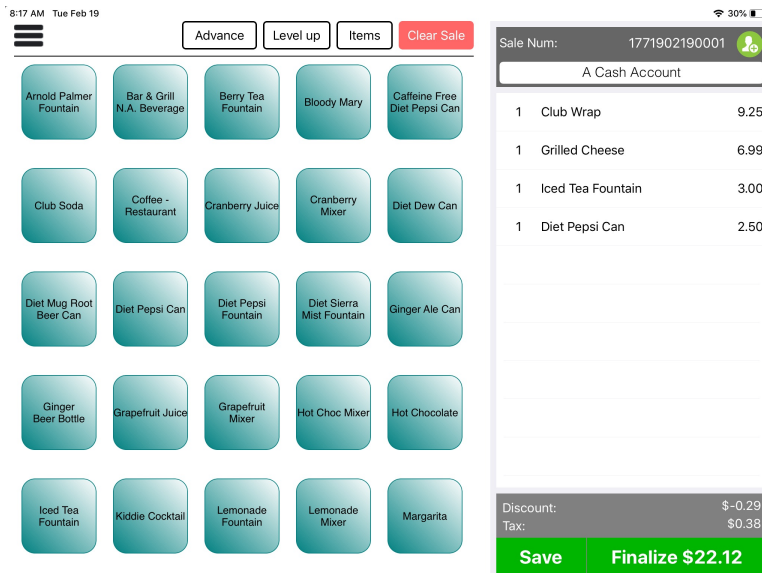 8:17 AM Tue Feb 19
30%
Advance
Level up
Items
Clear Sale
Arnold Palmer
Fountain
Bar & Grill
N.A. Beverage
Berry Tea
Fountain
Bloody Mary
Caffeine Free
Diet Pepsi Can
Club Soda
Coffee -
Restaurant
Cranberry Juice
Cranberry
Mixer
Diet Dew Can
Diet Mug Root
Beer Can
Diet Pepsi Can
Diet Pepsi
Fountain
Diet Sierra
Mist Fountain
Ginger Ale Can
Ginger
Beer Bottle
Grapefruit Juice
Grapefruit
Mixer
Hot Choc Mixer
Hot Chocolate
Iced Tea
Fountain
Kiddie Cocktail
Lemonade
Fountain
Lemonade
Mixer
Margarita
Sale Num: 1771902190001
A Cash Account
1 Club Wrap 9.25
1 Grilled Cheese 6.99
1 Iced Tea Fountain 3.00
1 Diet Pepsi Can 2.50
Discount: $-0.29
Tax: $0.38
Save
Finalize $22.12